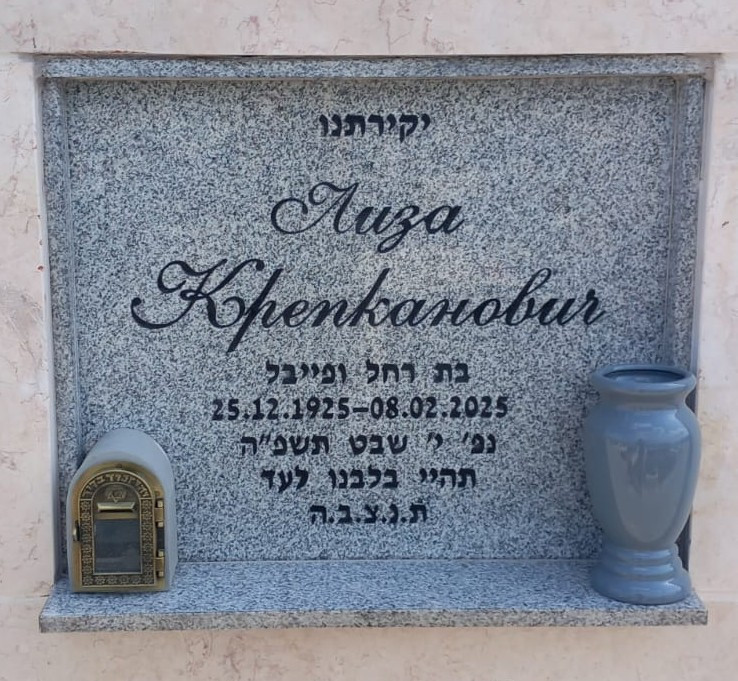 יקירתנו
Лиза
Крепканович
בת רחל ופייבל
25.12.1925–08.02.2025
נפ׳ י׳ שבט תשפ״ה
תהיי בלבנו לעד
ת.נ.צ.ב.ה